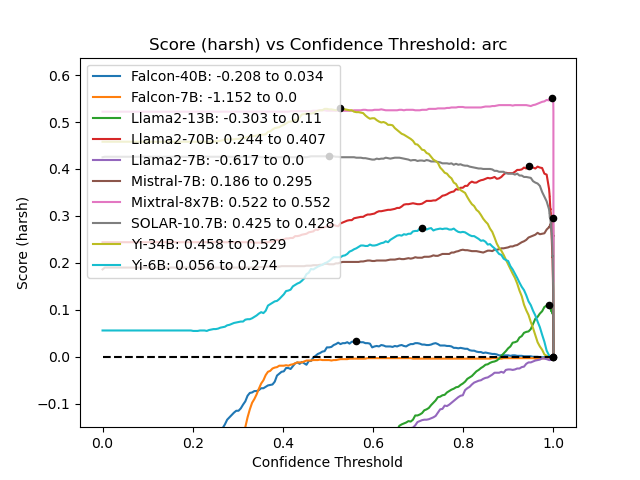 Score (harsh) vs Confidence Threshold: arc
Falcon-40B: -0.208 to 0.034
Falcon-7B: -1.152 to 0.0
Llama2-13B: -0.303 to 0.11
Llama2-70B: 0.244 to 0.407
Llama2-7B: -0.617 to 0.0
Mistral-7B: 0.186 to 0.295
Mixtral-8x7B: 0.522 to 0.552
SOLAR-10.7B: 0.425 to 0.428
Yi-34B: 0.458 to 0.529
Yi-6B: 0.056 to 0.274
Score (harsh)
0.6
0.5
0.4
0.3
0.2
0.1
0.0
−0.1
0.0 0.2 0.4 0.6 0.8 1.0
Confidence Threshold